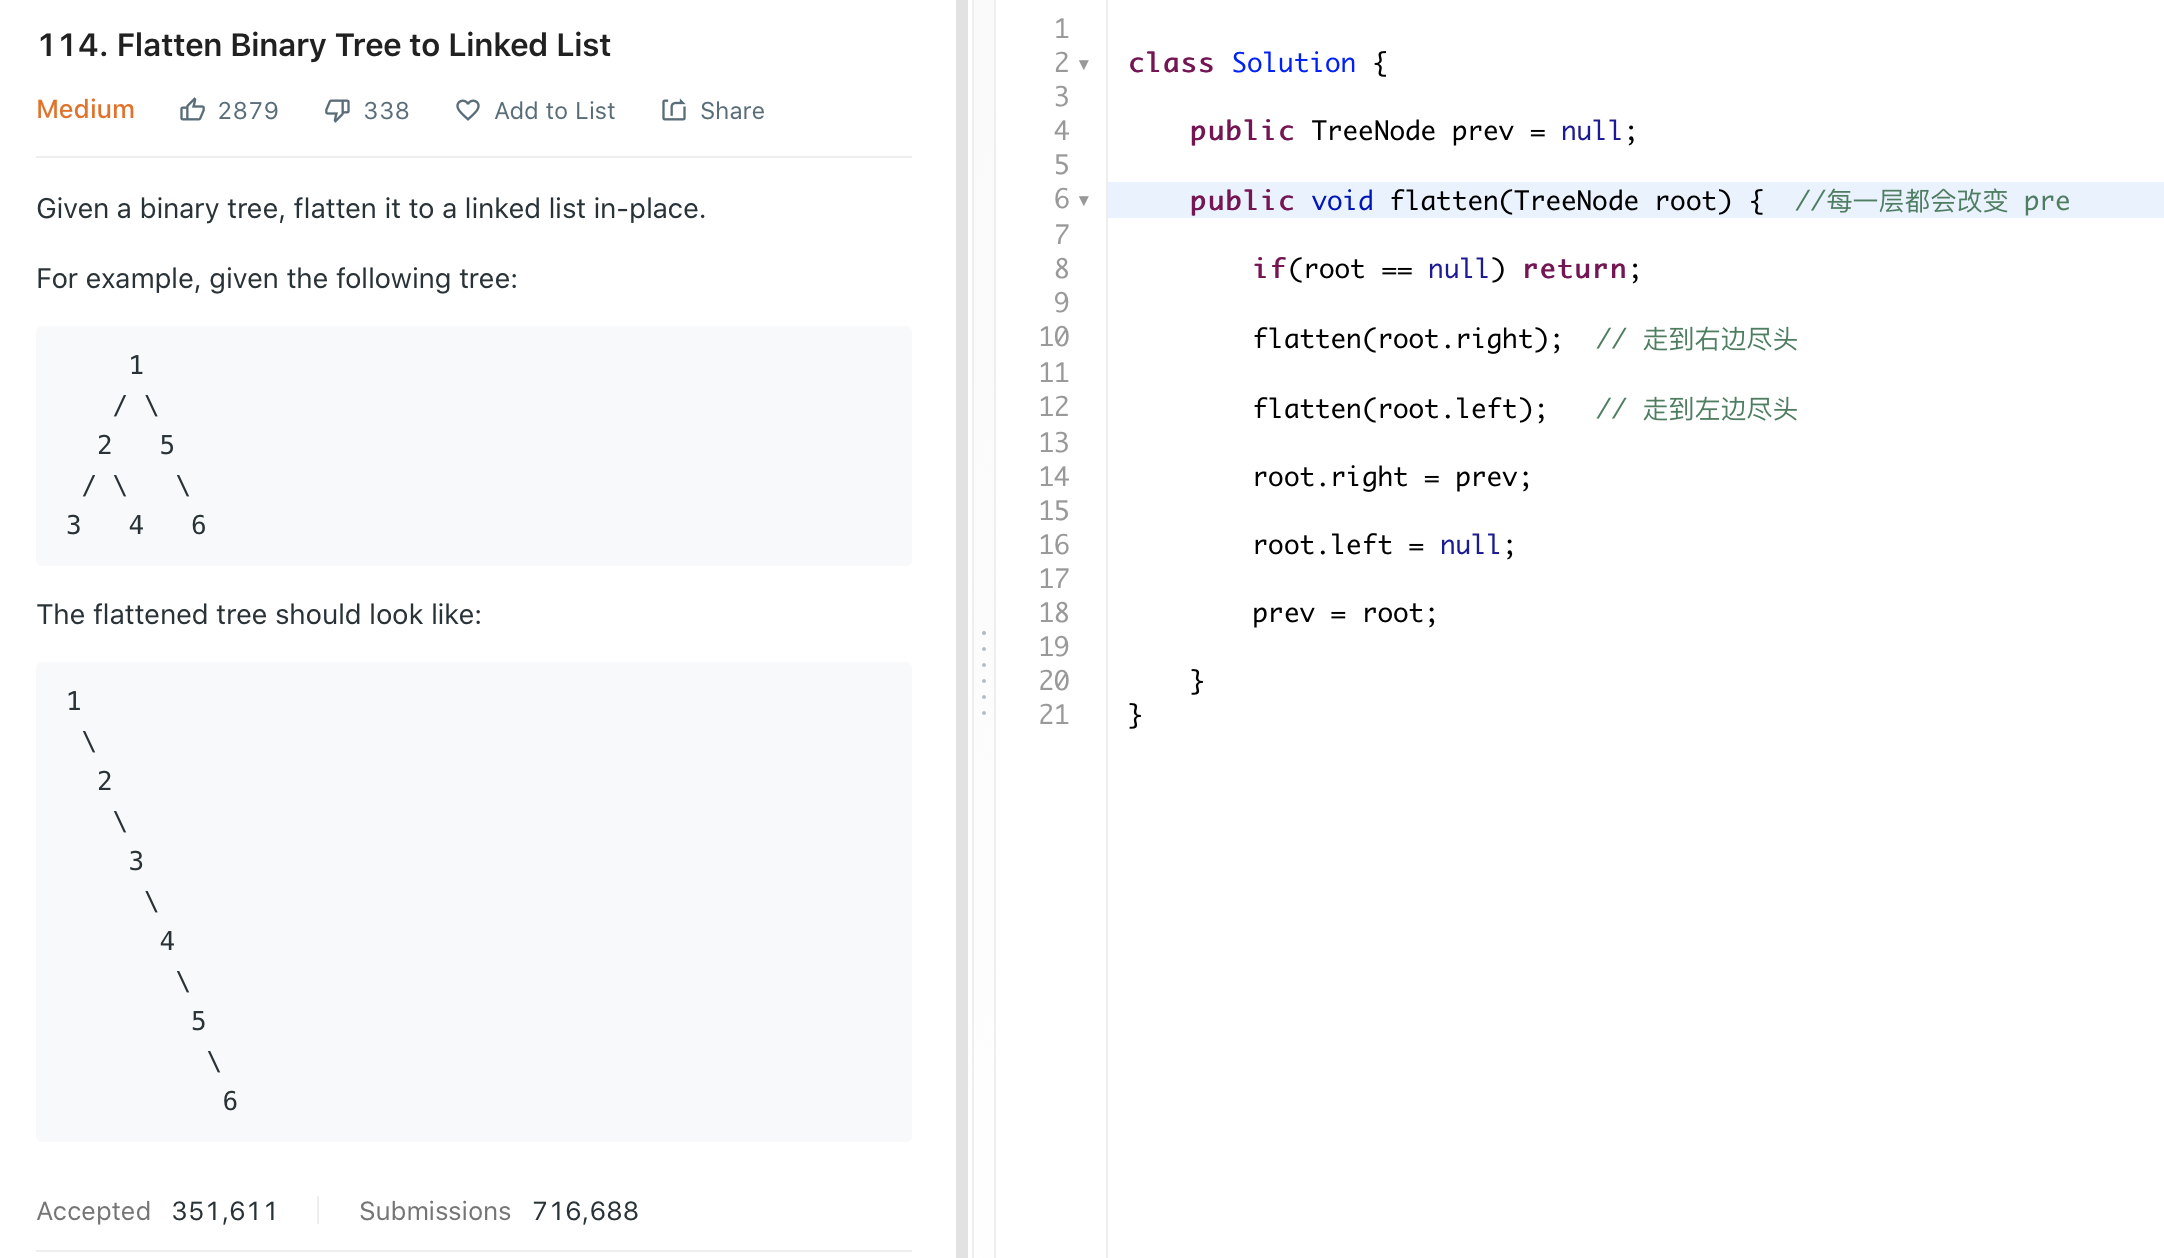 114. Flatten Binary Tree to Linked List
Medium 2879 338 Add to List Share
Given a binary tree, flatten it to a linked list in-place.
For example, given the following tree:
1
/ \
2 5
/ \ \
3 4 6
The flattened tree should look like:
1
\
2
\
3
\
4
\
5
\
6
Accepted 351,611 Submissions 716,688
1
2 class Solution {
3
4 public TreeNode prev = null;
5
6 public void flatten(TreeNode root) { //每一层都会改变 pre
7
8 if(root == null) return;
9
10 flatten(root.right); // 走到右边尽头
11
12 flatten(root.left); // 走到左边尽头
13
14 root.right = prev;
15
16 root.left = null;
17
18 prev = root;
19
20 }
21 }